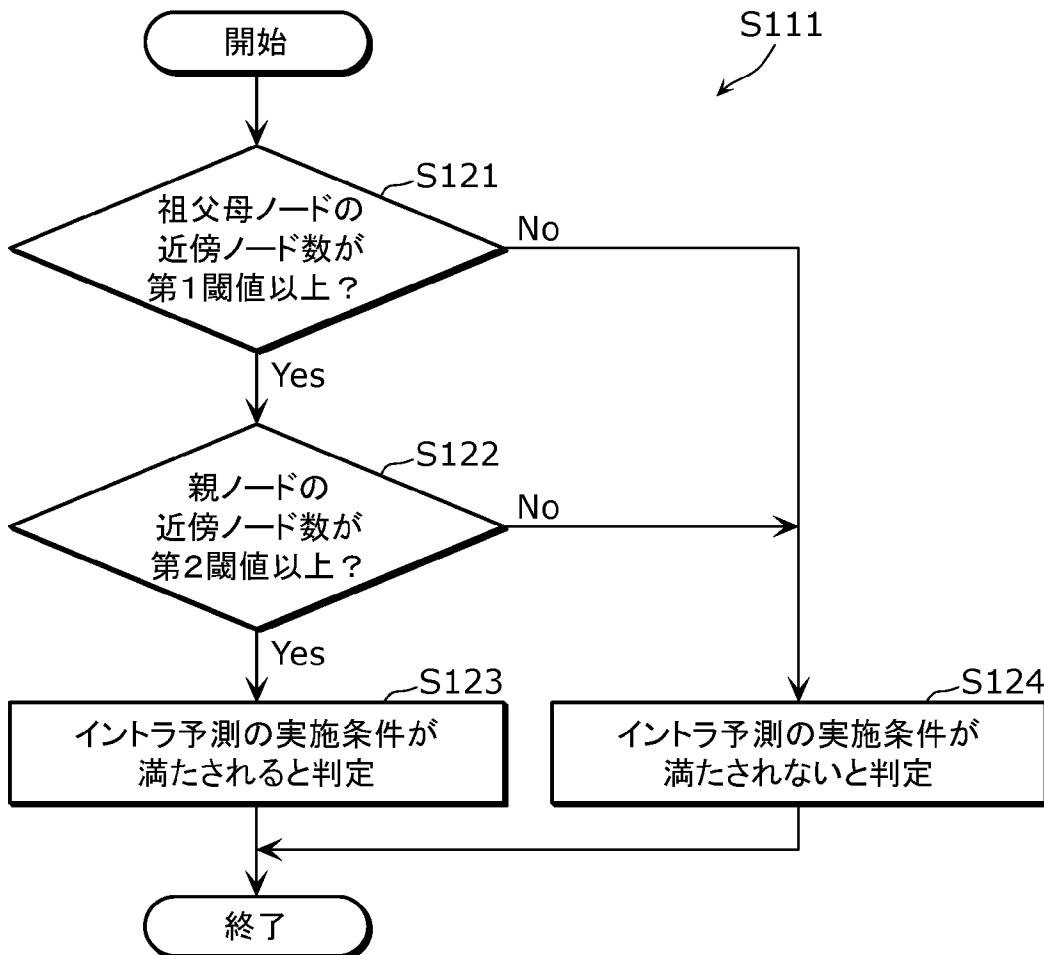 開始
S111
S121
祖父母ノードの
近傍ノード数が
第1閾値以上?
No
Yes
S122
親ノードの
近傍ノード数が
第2閾値以上?
No
Yes
S123
イントラ予測の実施条件が
満たされると判定
S124
イントラ予測の実施条件が
満たされないと判定
終了